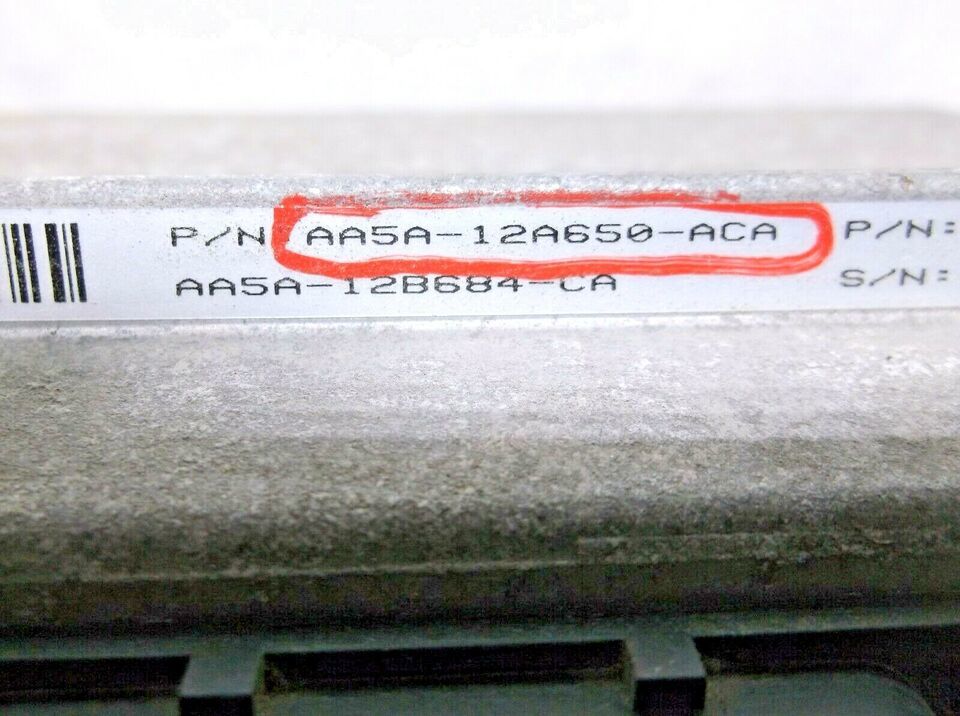 P/N AA5A-12A650-ACA P/N:
AA5A-12B684-CA S/N: